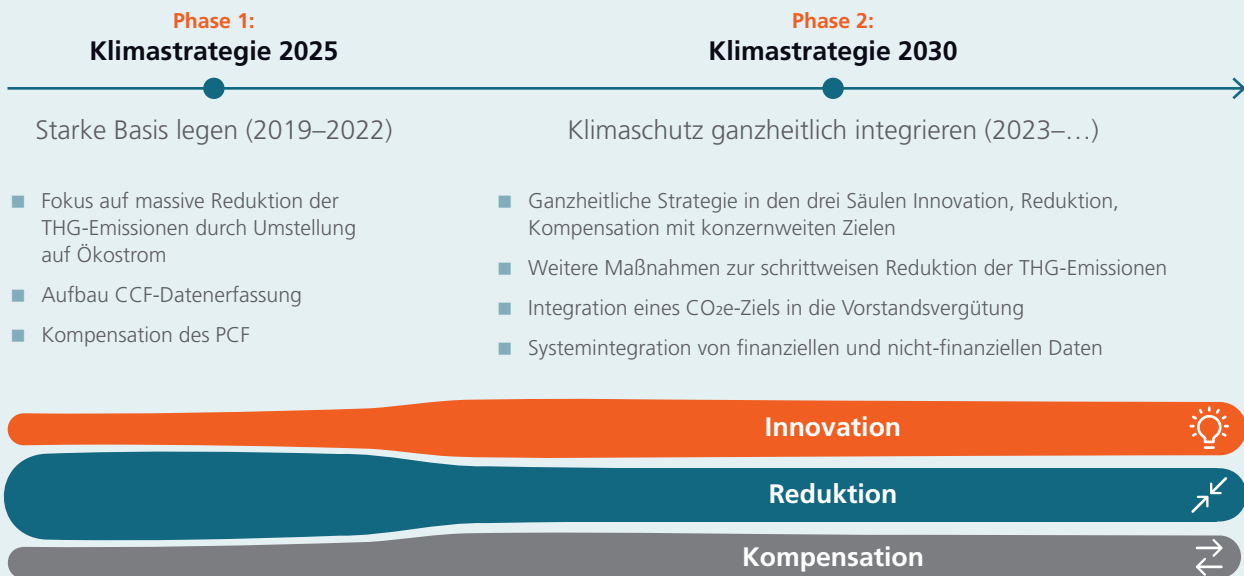 Phase 1:
Klimastrategie 2025
Starke Basis legen (2019–2022)
Fokus auf massive Reduktion der
THG-Emissionen durch Umstellung
auf Ökostrom
Aufbau CCF-Datenerfassung
Kompensation des PCF
Phase 2:
Klimastrategie 2030
Klimaschutz ganzheitlich integrieren (2023–…)
Ganzheitliche Strategie in den drei Säulen Innovation, Reduktion,
Kompensation mit konzernweiten Zielen
Weitere Maßnahmen zur schrittweisen Reduktion der THG-Emissionen
Integration eines CO₂e-Ziels in die Vorstandsvergütung
Systemintegration von finanziellen und nicht-finanziellen Daten
Innovation
Reduktion
Kompensation